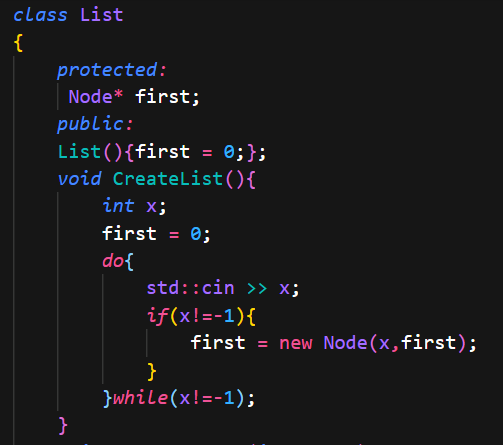 class List
{
protected:
Node* first;
public:
List(){first = 0;};
void CreateList(){
int x;
first = 0;
do{
std::cin >> x;
if(x!=-1){
first = new Node(x,first);
}
}while(x!=-1);
}